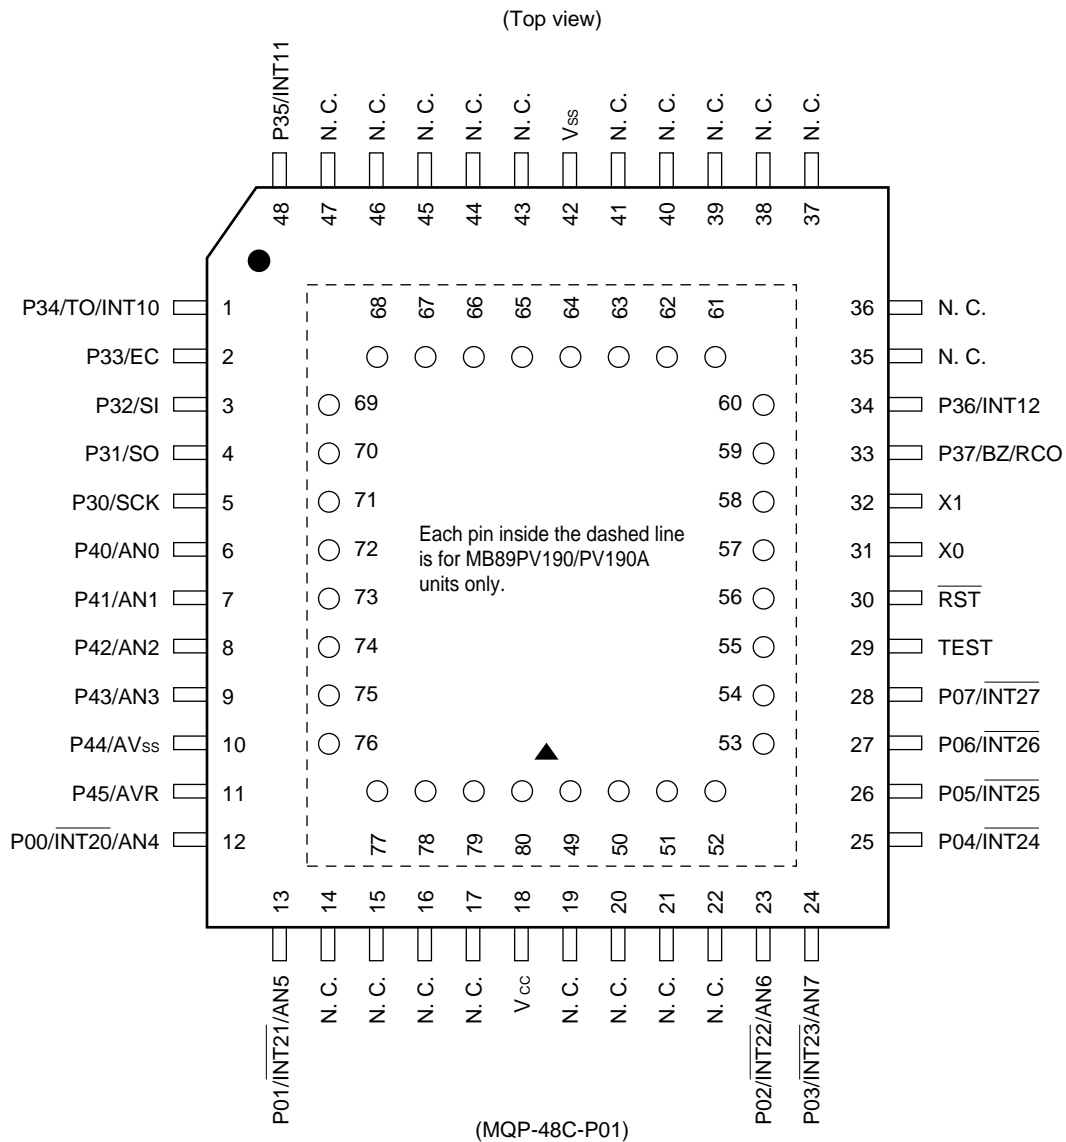 (Top view)
P35/INT11
N. C.
N. C.
N. C.
N. C.
N. C.
Vss
N. C.
N. C.
N. C.
N. C.
N. C.
48 47 46 45 44 43 42 41 40 39 38 37
P34/TO/INT10 1
P33/EC 2
P32/SI 3
P31/SO 4
P30/SCK 5
P40/AN0 6
P41/AN1 7
P42/AN2 8
P43/AN3 9
P44/AVss 10
P45/AVR 11
P00/INT20/AN4 12
68 67 66 65 64 63 62 61
69
70
71
72
73
74
75
76
Each pin inside the dashed line
is for MB89PV190/PV190A
units only.
60
59
58
57
56
55
54
53
77 78 79 80 49 50 51 52
36 N. C.
35 N. C.
34 P36/INT12
33 P37/BZ/RCO
32 X1
31 X0
30 RST
29 TEST
28 P07/INT27
27 P06/INT26
26 P05/INT25
25 P04/INT24
13 14 15 16 17 18 19 20 21 22 23 24
P01/INT21/AN5
N. C.
N. C.
N. C.
N. C.
Vcc
N. C.
N. C.
N. C.
N. C.
P02/INT22/AN6
P03/INT23/AN7
(MQP-48C-P01)